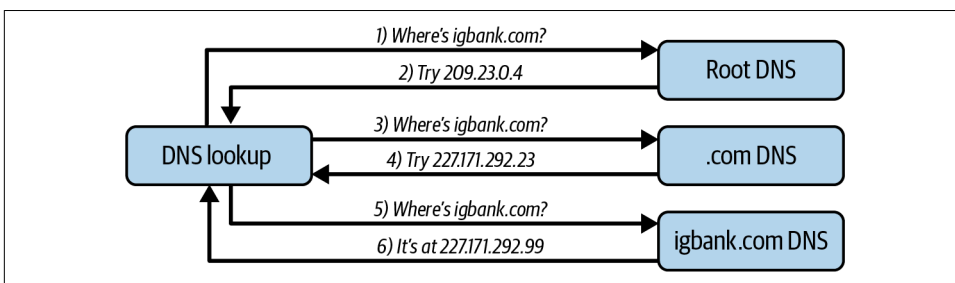 1) Where's igbank.com?
Root DNS
2) Try 209.23.0.4
3) Where's igbank.com?
DNS lookup
.com DNS
4) Try 227.171.292.23
5) Where's igbank.com?
igbank.com DNS
6) It's at 227.171.292.99